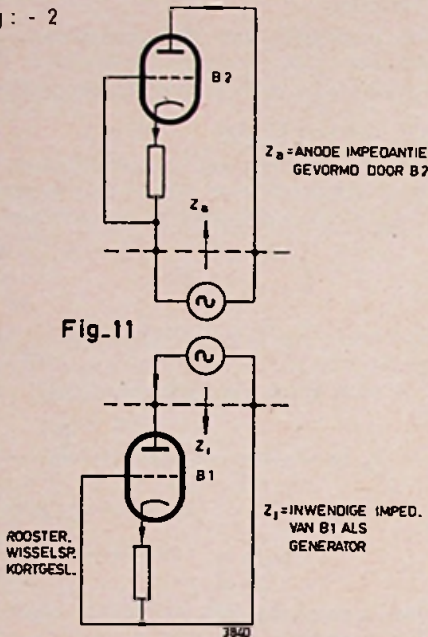 g: - 2
B2
Za=ANODE IMPEDANTIE
GEVORMD DOOR B2
Za
Fig_11
Zi
B1
Zi=INWENDIGE IMPED.
VAN B1 ALS
GENERATOR
ROOSTER.
WISSELSP.
KORTGESL.
3840